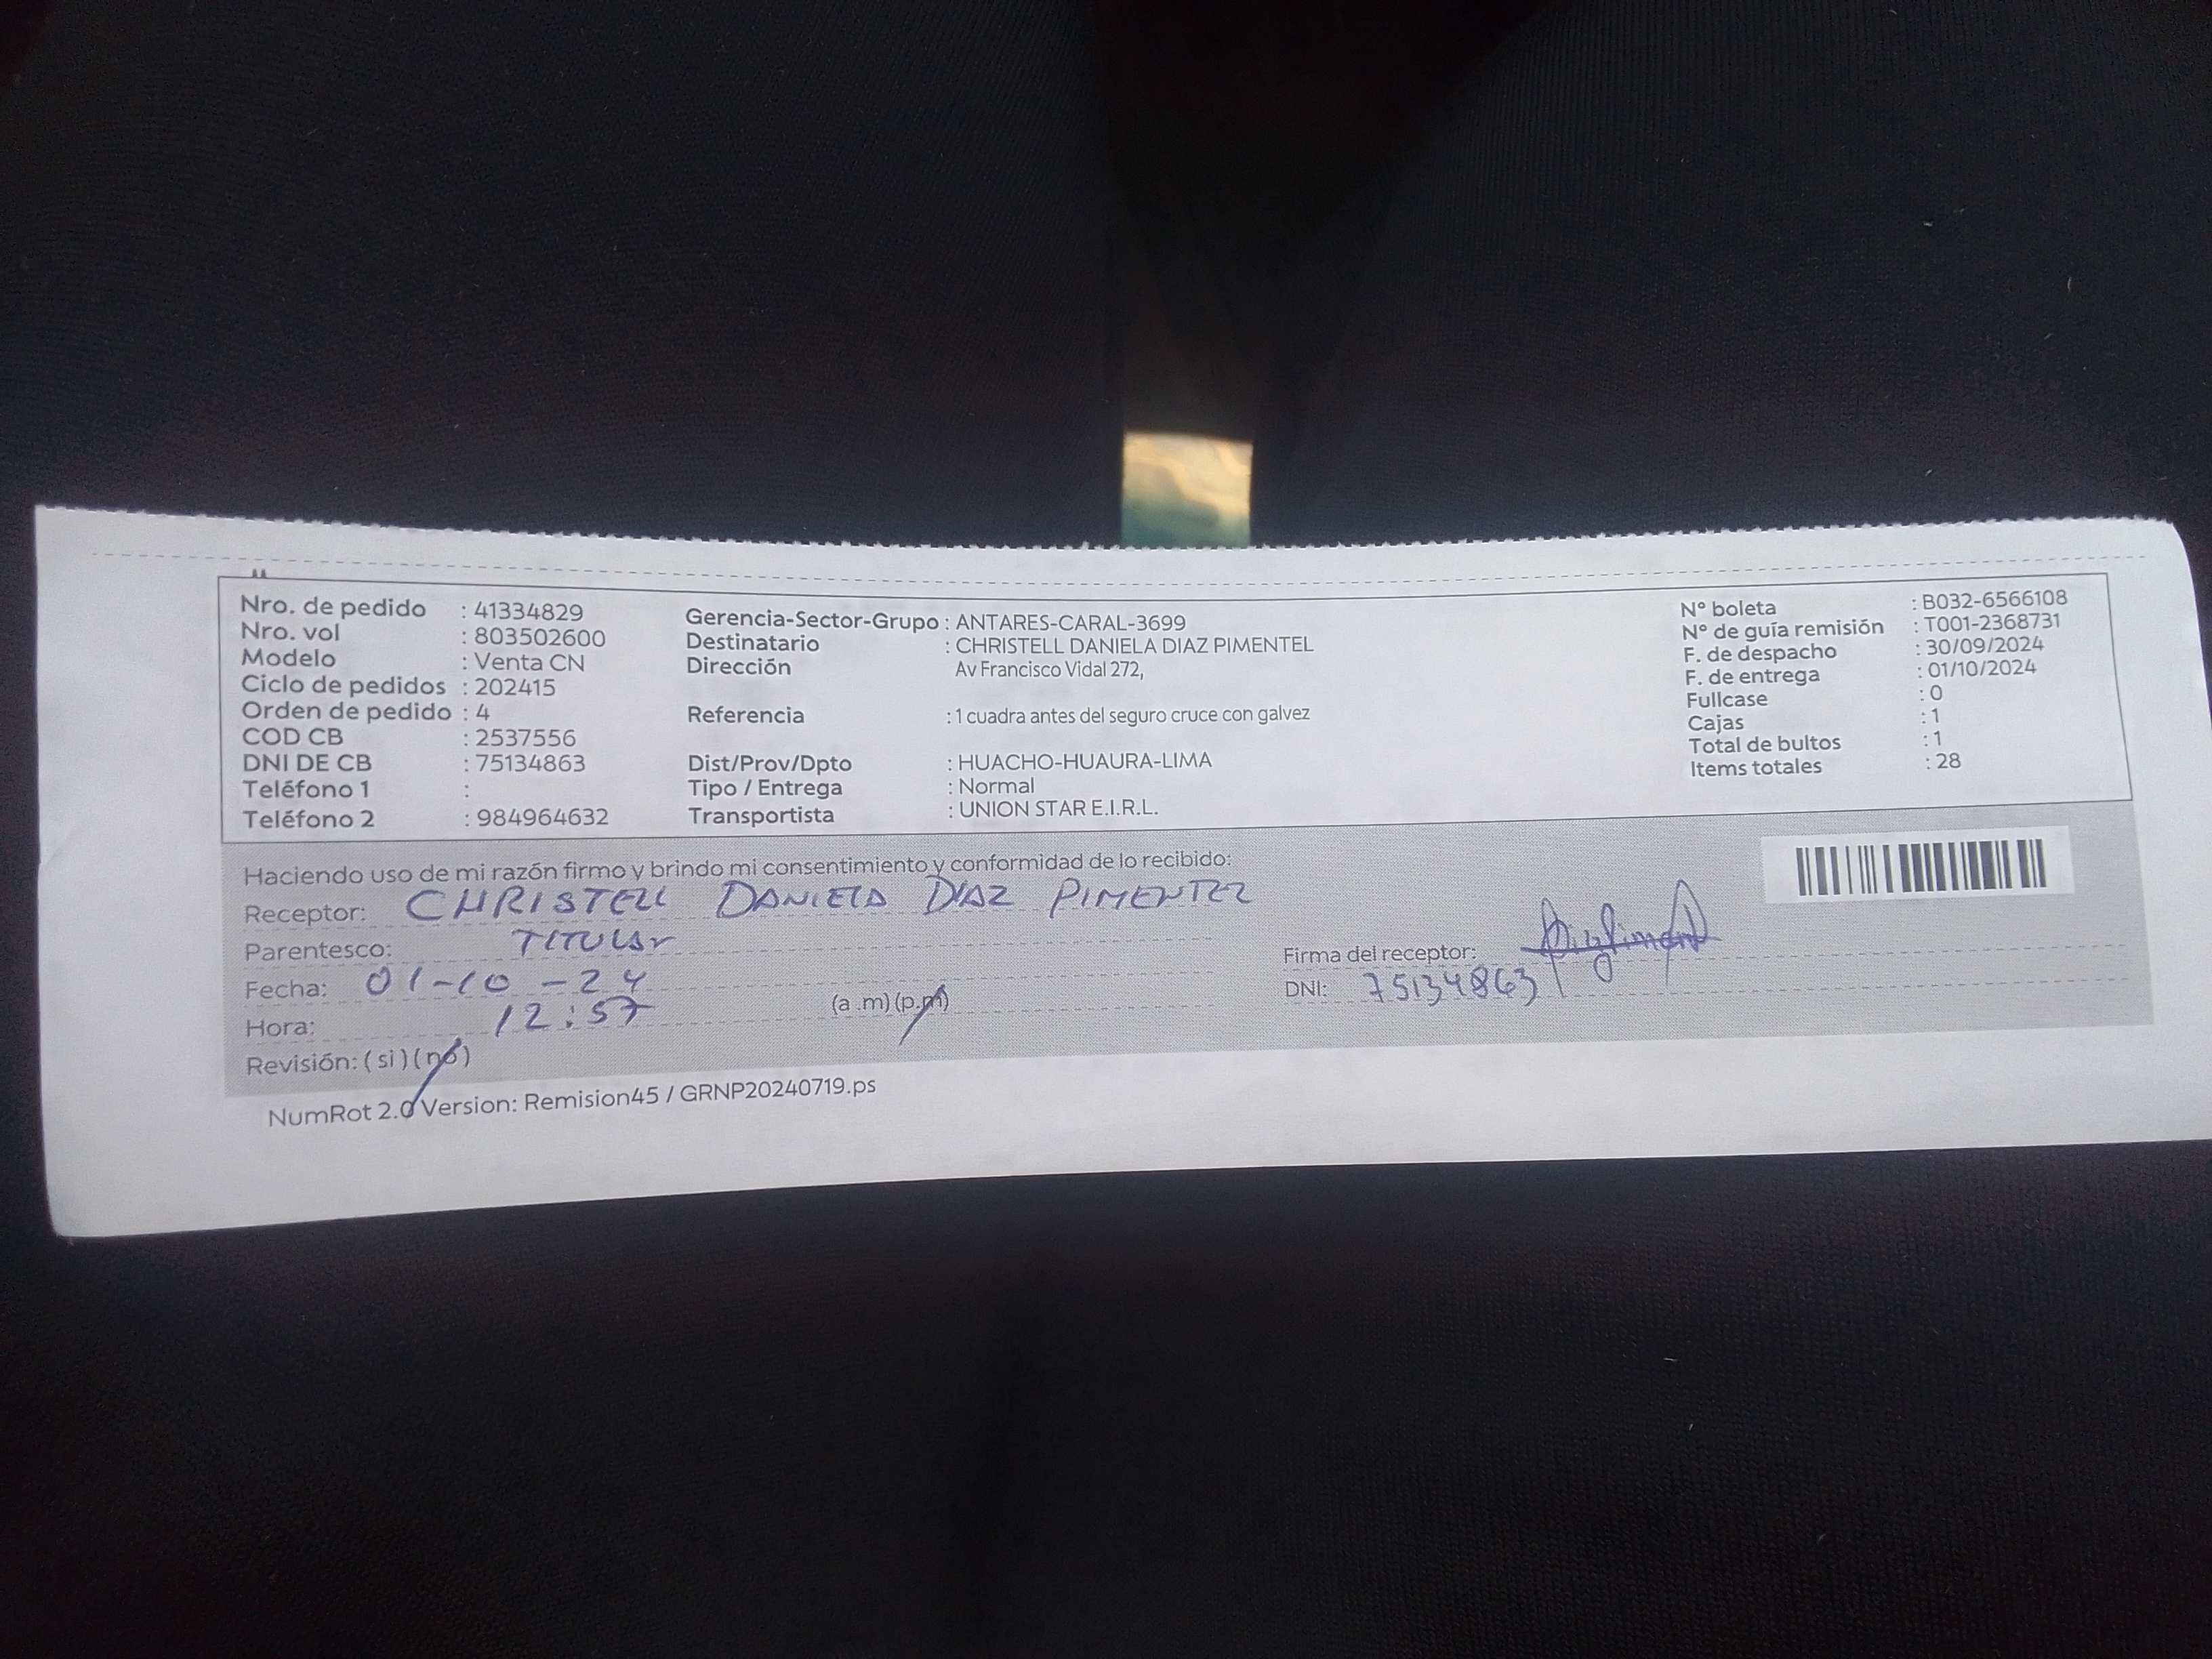 Nro. de pedido : 41334829
Nro. vol : 803502600
Modelo : Venta CN
Ciclo de pedidos : 202415
Orden de pedido : 4
COD CB : 2537556
DNI DE CB : 75134863
Teléfono 1 :
Teléfono 2 : 984964632
Gerencia-Sector-Grupo : ANTARES-CARAL-3699
Destinatario : CHRISTELL DANIELA DIAZ PIMENTEL
Dirección Av Francisco Vidal 272,
Referencia : 1 cuadra antes del seguro cruce con galvez
Dist/Prov/Dpto : HUACHO-HUAURA-LIMA
Tipo / Entrega : Normal
Transportista : UNION STAR E.I.R.L.
N° boleta : B032-6566108
N° de guía remisión : T001-2368731
F. de despacho : 30/09/2024
F. de entrega : 01/10/2024
Fullcase : 0
Cajas : 1
Total de bultos : 1
Items totales : 28
Haciendo uso de mi razón firmo y brindo mi consentimiento y conformidad de lo recibido:
Receptor: CHRISTELL DANIELA DIAZ PIMENTEL
Parentesco: TITULAr
Fecha: 01-10-24
Hora: 12:57 (a .m) (p.m)
Revisión: ( si ) ( no )
Firma del receptor:
DNI: 75134863
NumRot 2.0 Version: Remision45 / GRNP20240719.ps